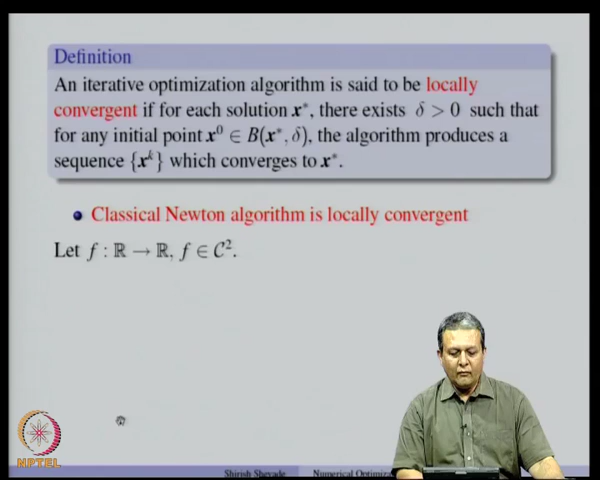 Definition
An iterative optimization algorithm is said to be locally
convergent if for each solution x*, there exists δ > 0 such that
for any initial point x⁰ ∈ B(x*, δ), the algorithm produces a
sequence {xᵏ} which converges to x*.
Classical Newton algorithm is locally convergent
Let f : ℝ → ℝ, f ∈ C².
NPTEL
Shirish Shevade Numerical Optimiza